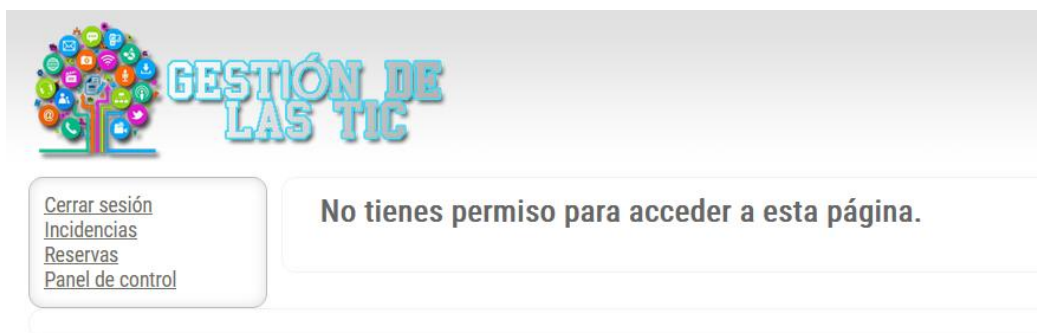 GESTIÓN DE
LAS TIC
Cerrar sesión
Incidencias
Reservas
Panel de control
No tienes permiso para acceder a esta página.